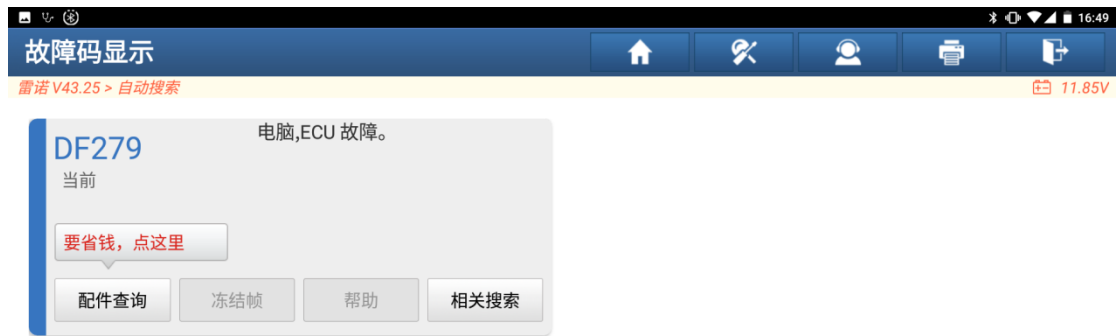 16:49
故障码显示
雷诺 V43.25 > 自动搜索
11.85V
DF279
电脑,ECU 故障。
当前
要省钱，点这里
配件查询
冻结帧
帮助
相关搜索